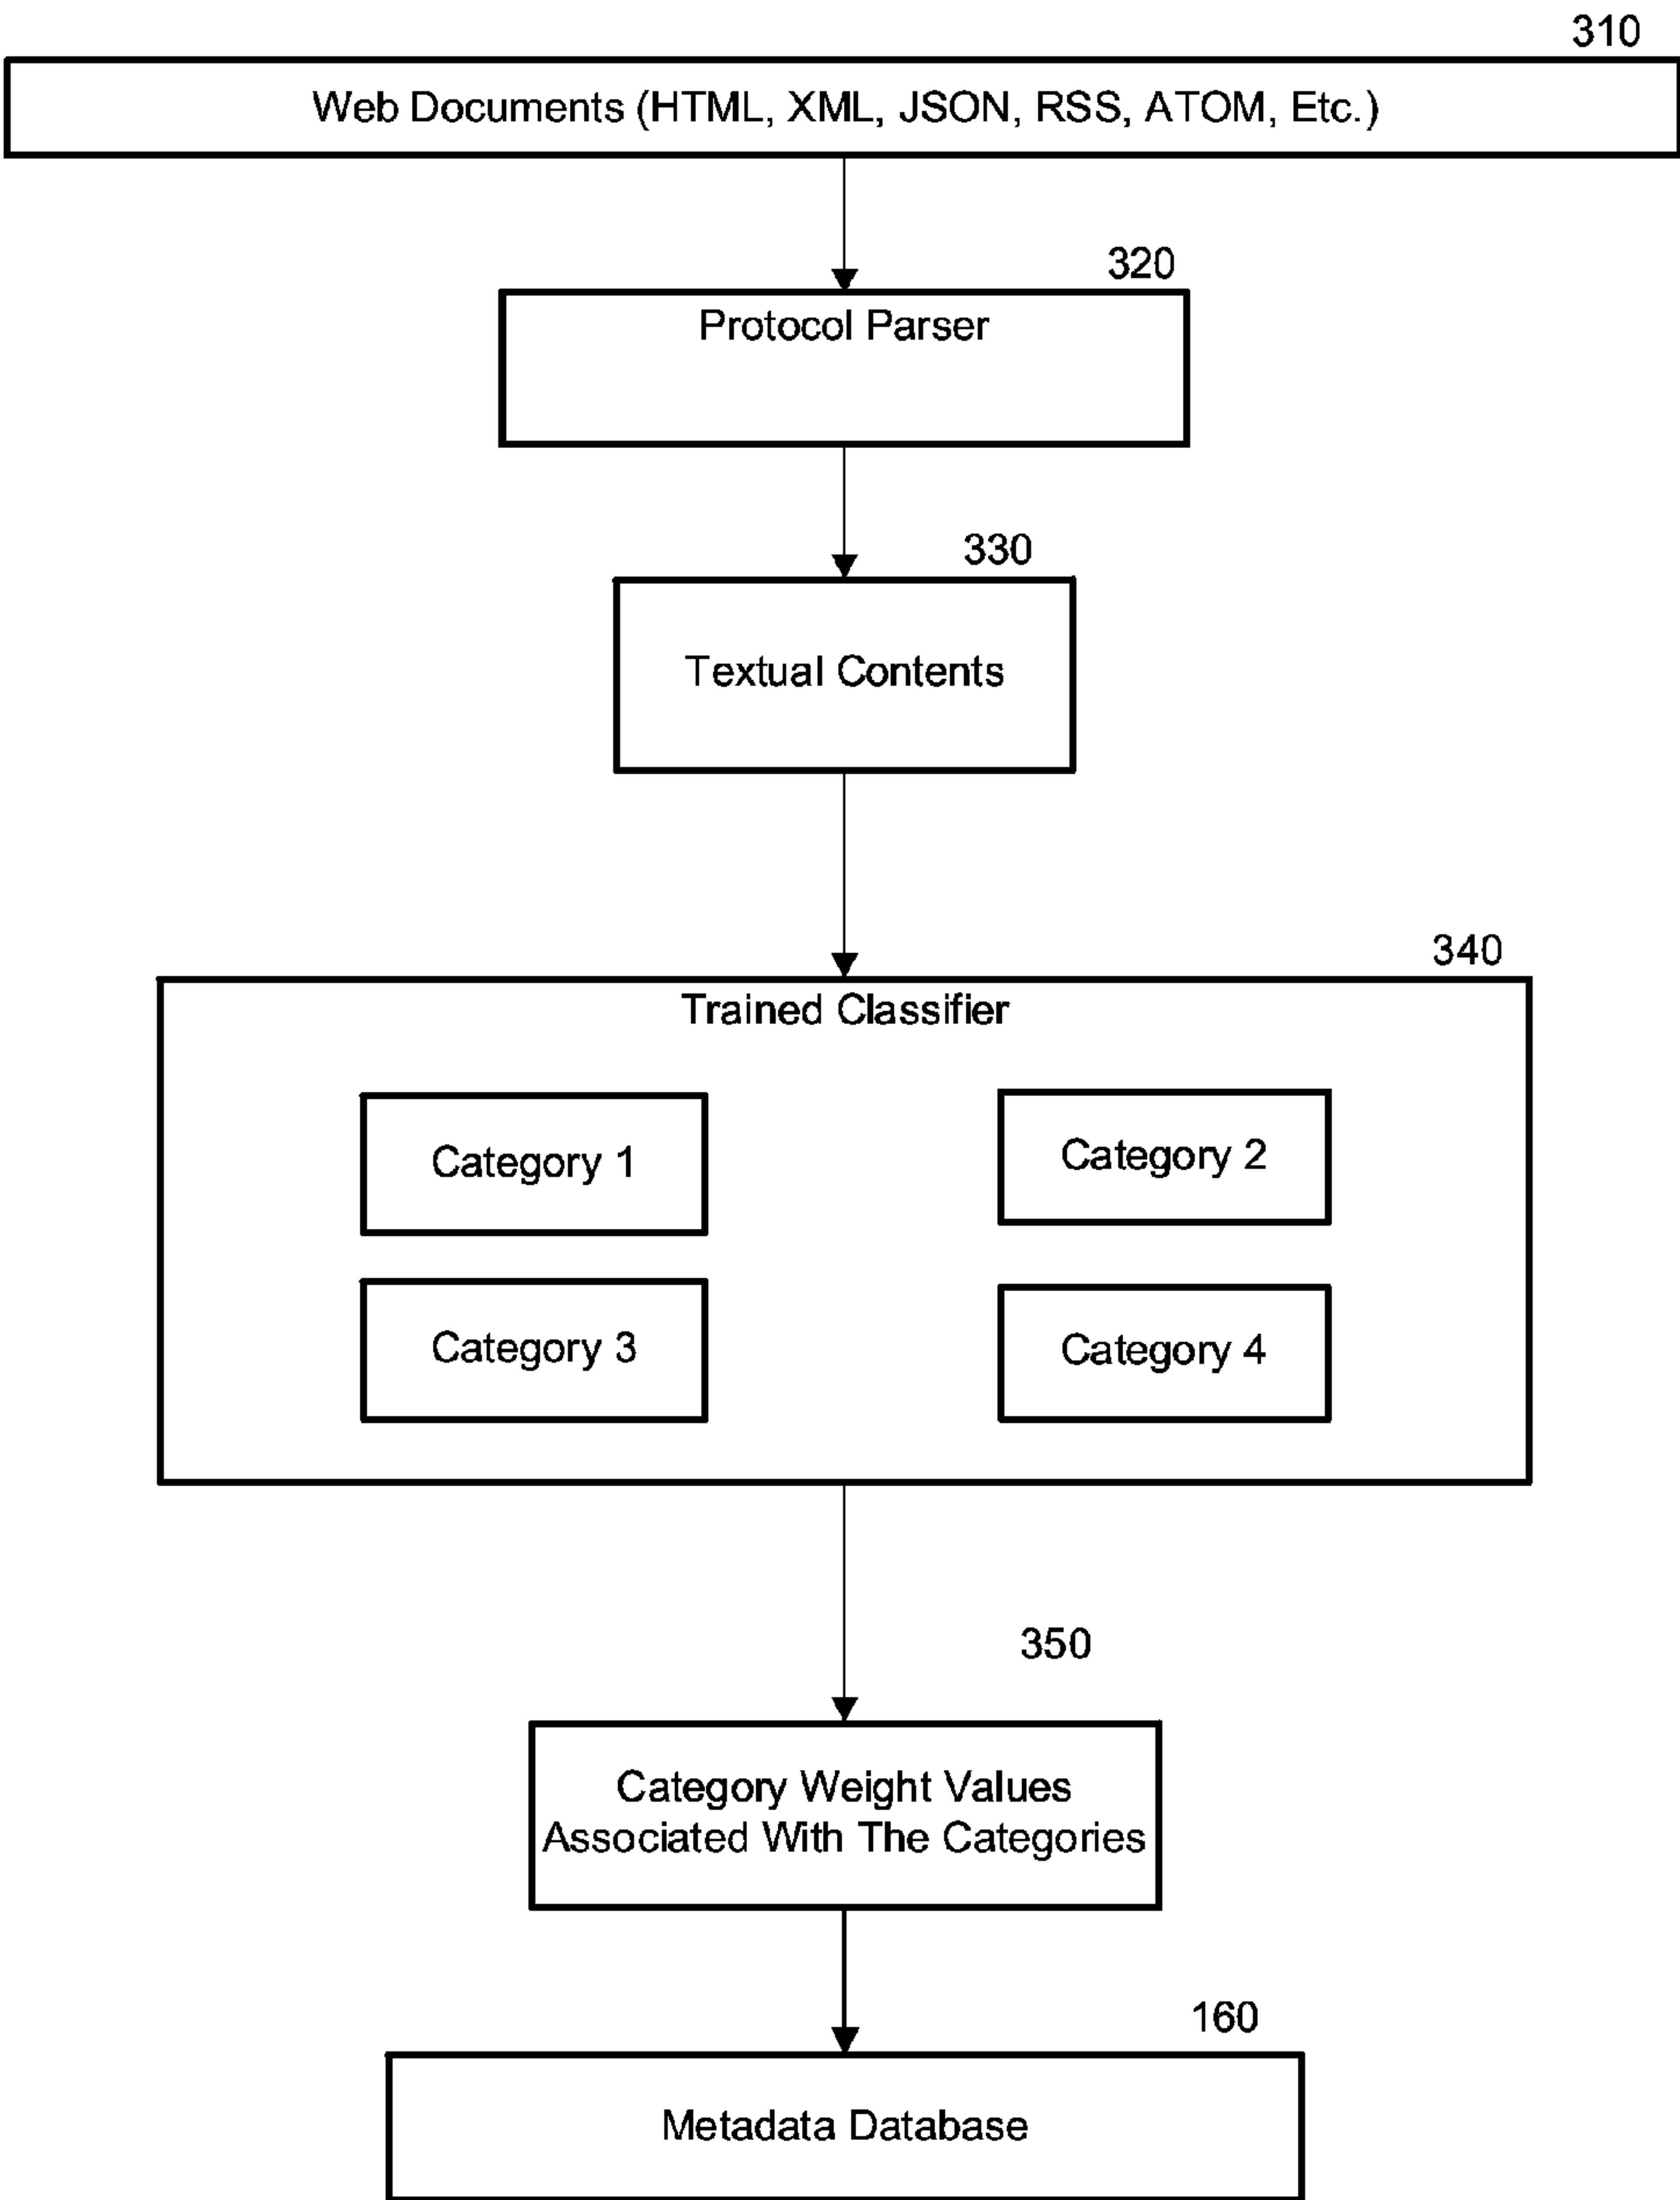 310
Web Documents (HTML, XML, JSON, RSS, ATOM, Etc.)
320
Protocol Parser
330
Textual Contents
340
Trained Classifier
Category 1
Category 2
Category 3
Category 4
350
Category Weight Values
Associated With The Categories
160
Metadata Database